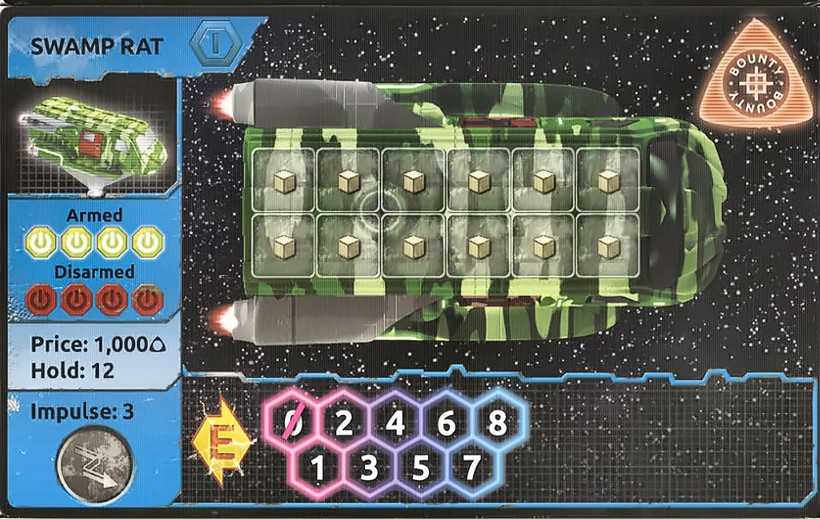 SWAMP RAT
I
BOUNTY · BOUNTY ·
Armed
Disarmed
Price: 1,000
Hold: 12
Impulse: 3
E
0 2 4 6 8
1 3 5 7